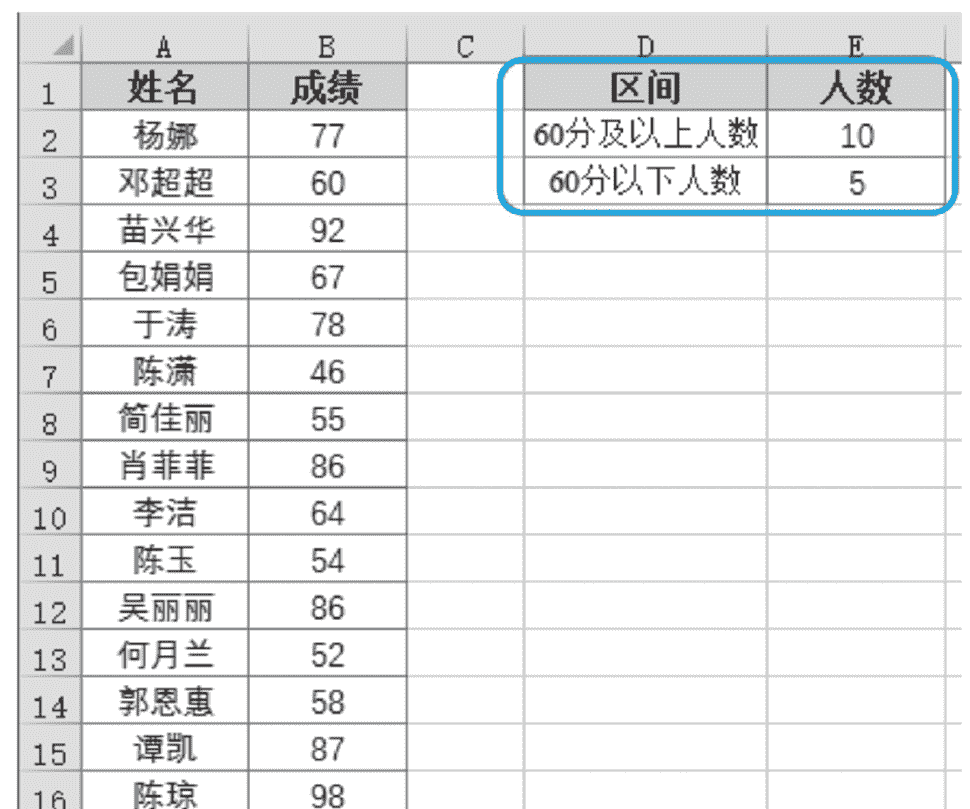 A B C D E
1 姓名 成绩 区间 人数
2 杨娜 77 60分及以上人数 10
3 邓超超 60 60分以下人数 5
4 苗兴华 92
5 包娟娟 67
6 于涛 78
7 陈潇 46
8 简佳丽 55
9 肖菲菲 86
10 李洁 64
11 陈玉 54
12 吴丽丽 86
13 何月兰 52
14 郭恩惠 58
15 谭凯 87
16 陈琼 98